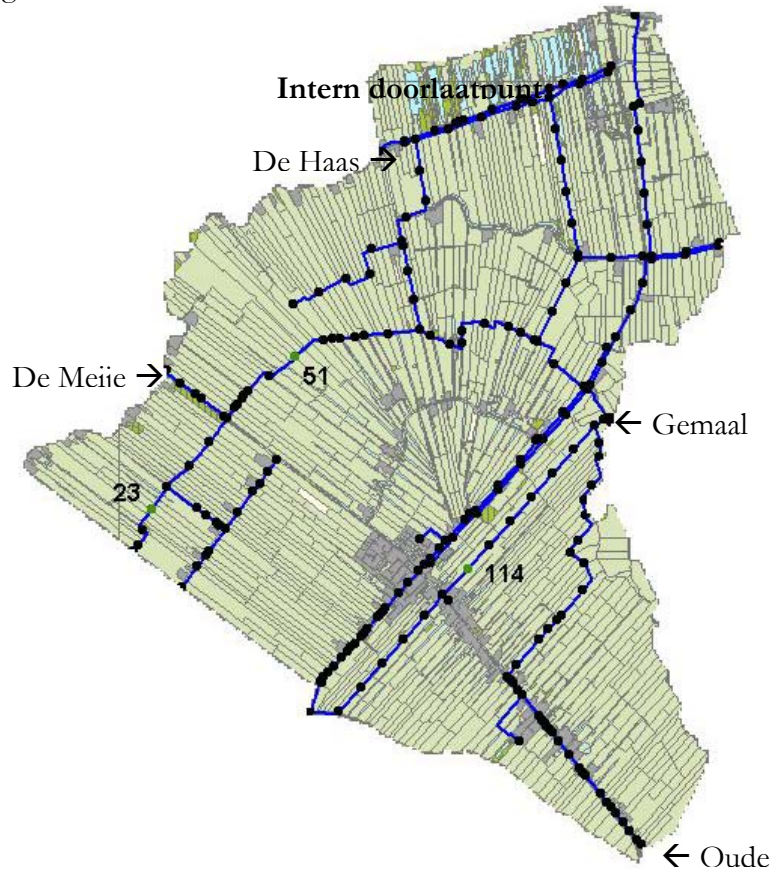 Intern doorlaatpunt
De Haas →
De Meije →
51
← Gemaal
23
114
← Oude